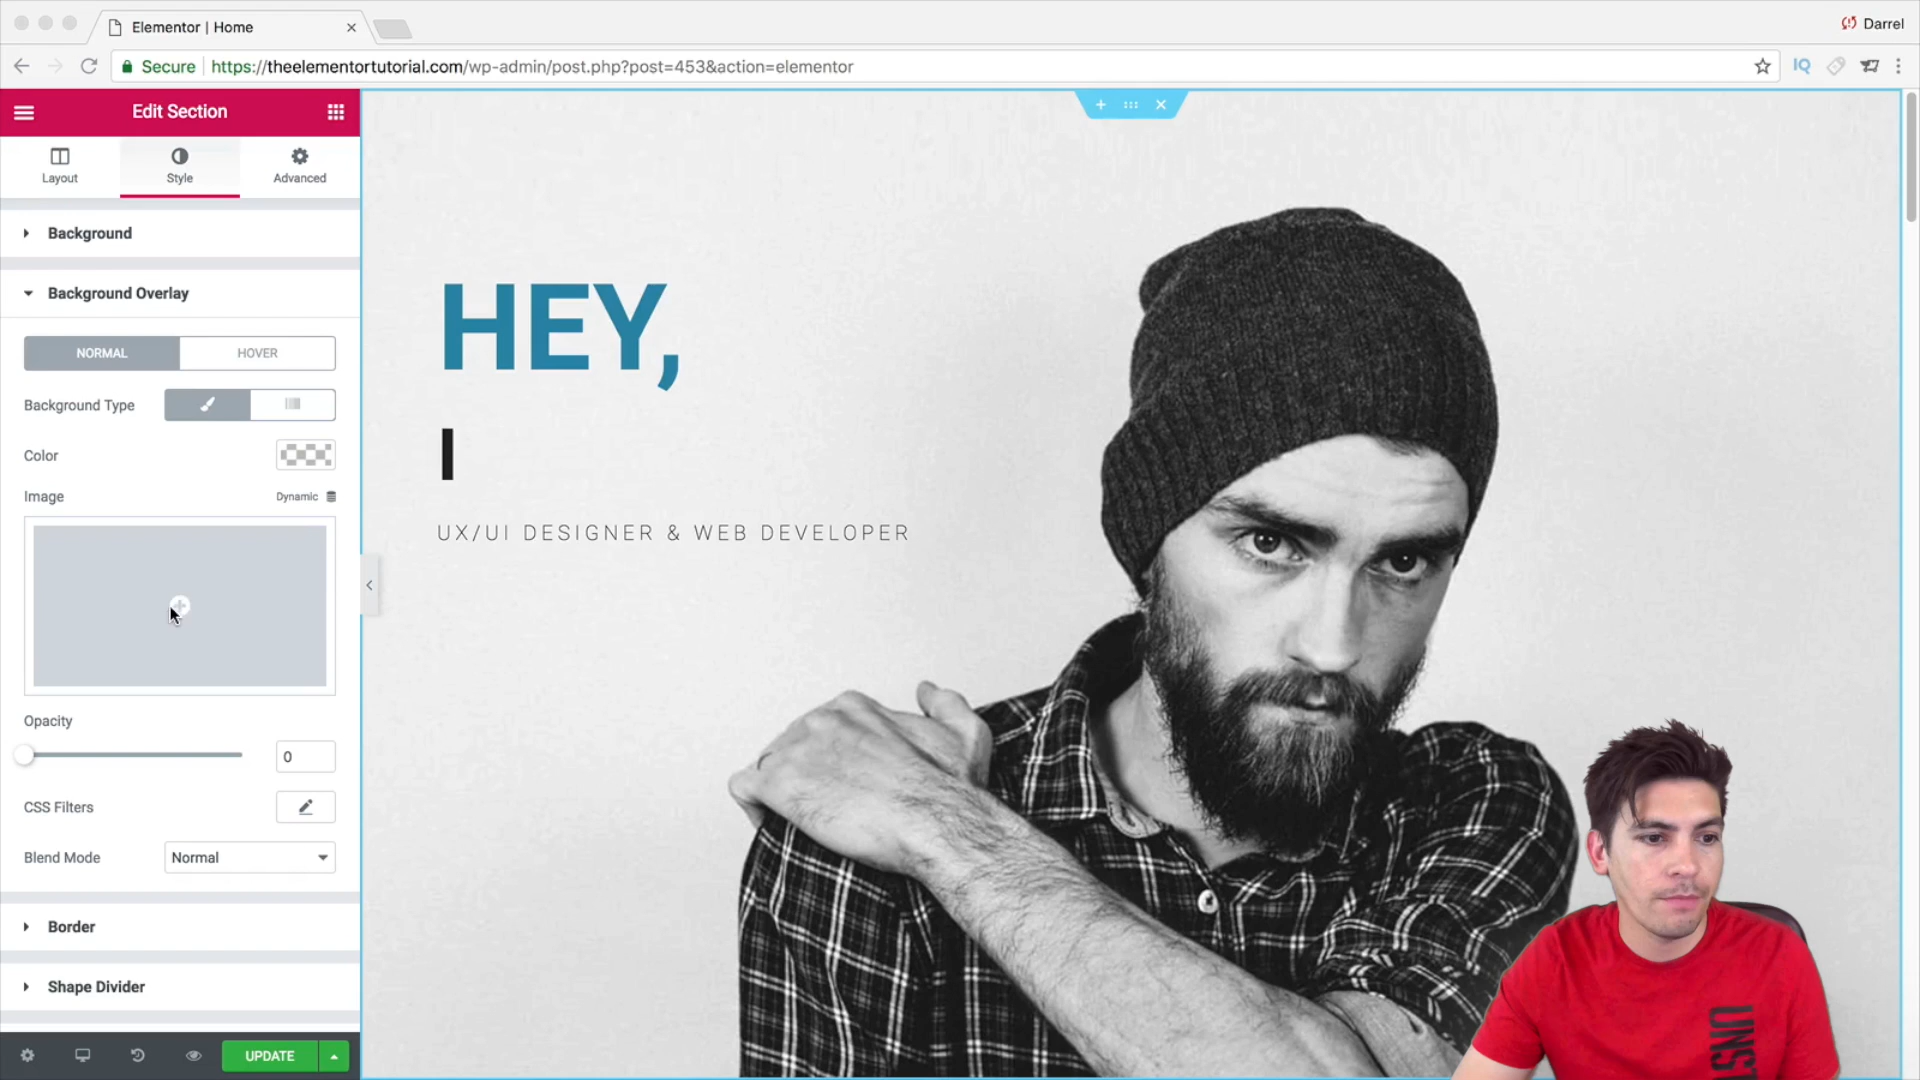 Elementor | Home
Darrel
Secure
https://theelementortutorial.com/wp-admin/post.php?post=453&action=elementor
IQ
Edit Section
Layout
Style
Advanced
Background
Background Overlay
NORMAL
HOVER
Background Type
Color
Image
Dynamic
Opacity
0
CSS Filters
Blend Mode
Normal
Border
Shape Divider
UPDATE
HEY,
I
UX/UI DESIGNER & WEB DEVELOPER